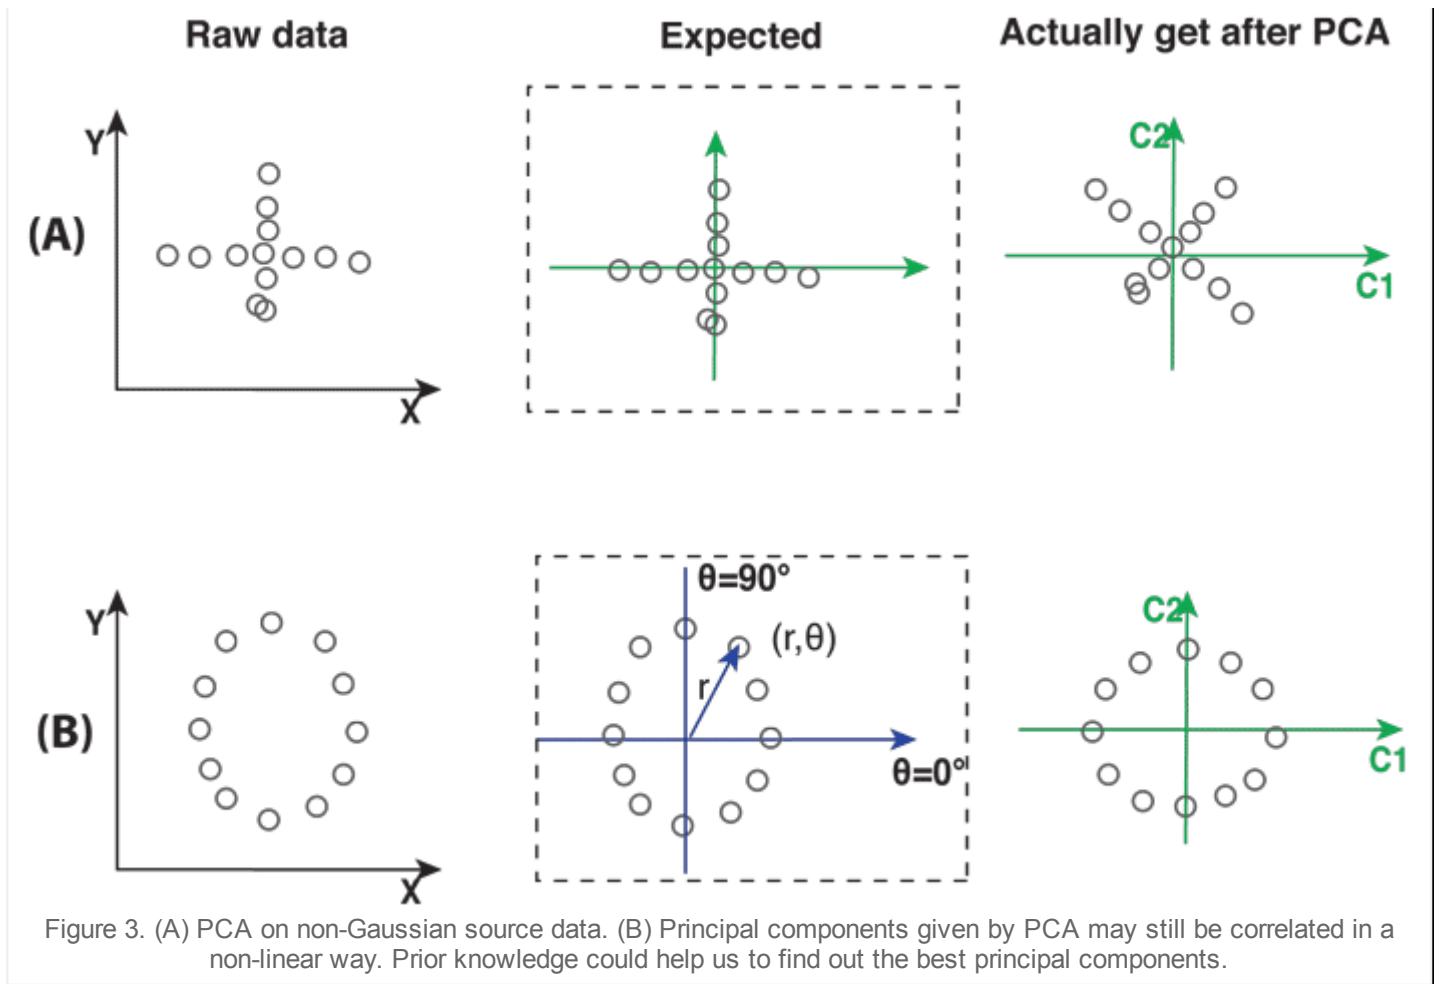 Raw data
Expected
Actually get after PCA
(A)
Y
X
C2
C1
(B)
Y
X
θ=90°
(r,θ)
r
θ=0°
C2
C1
Figure 3. (A) PCA on non-Gaussian source data. (B) Principal components given by PCA may still be correlated in a
non-linear way. Prior knowledge could help us to find out the best principal components.